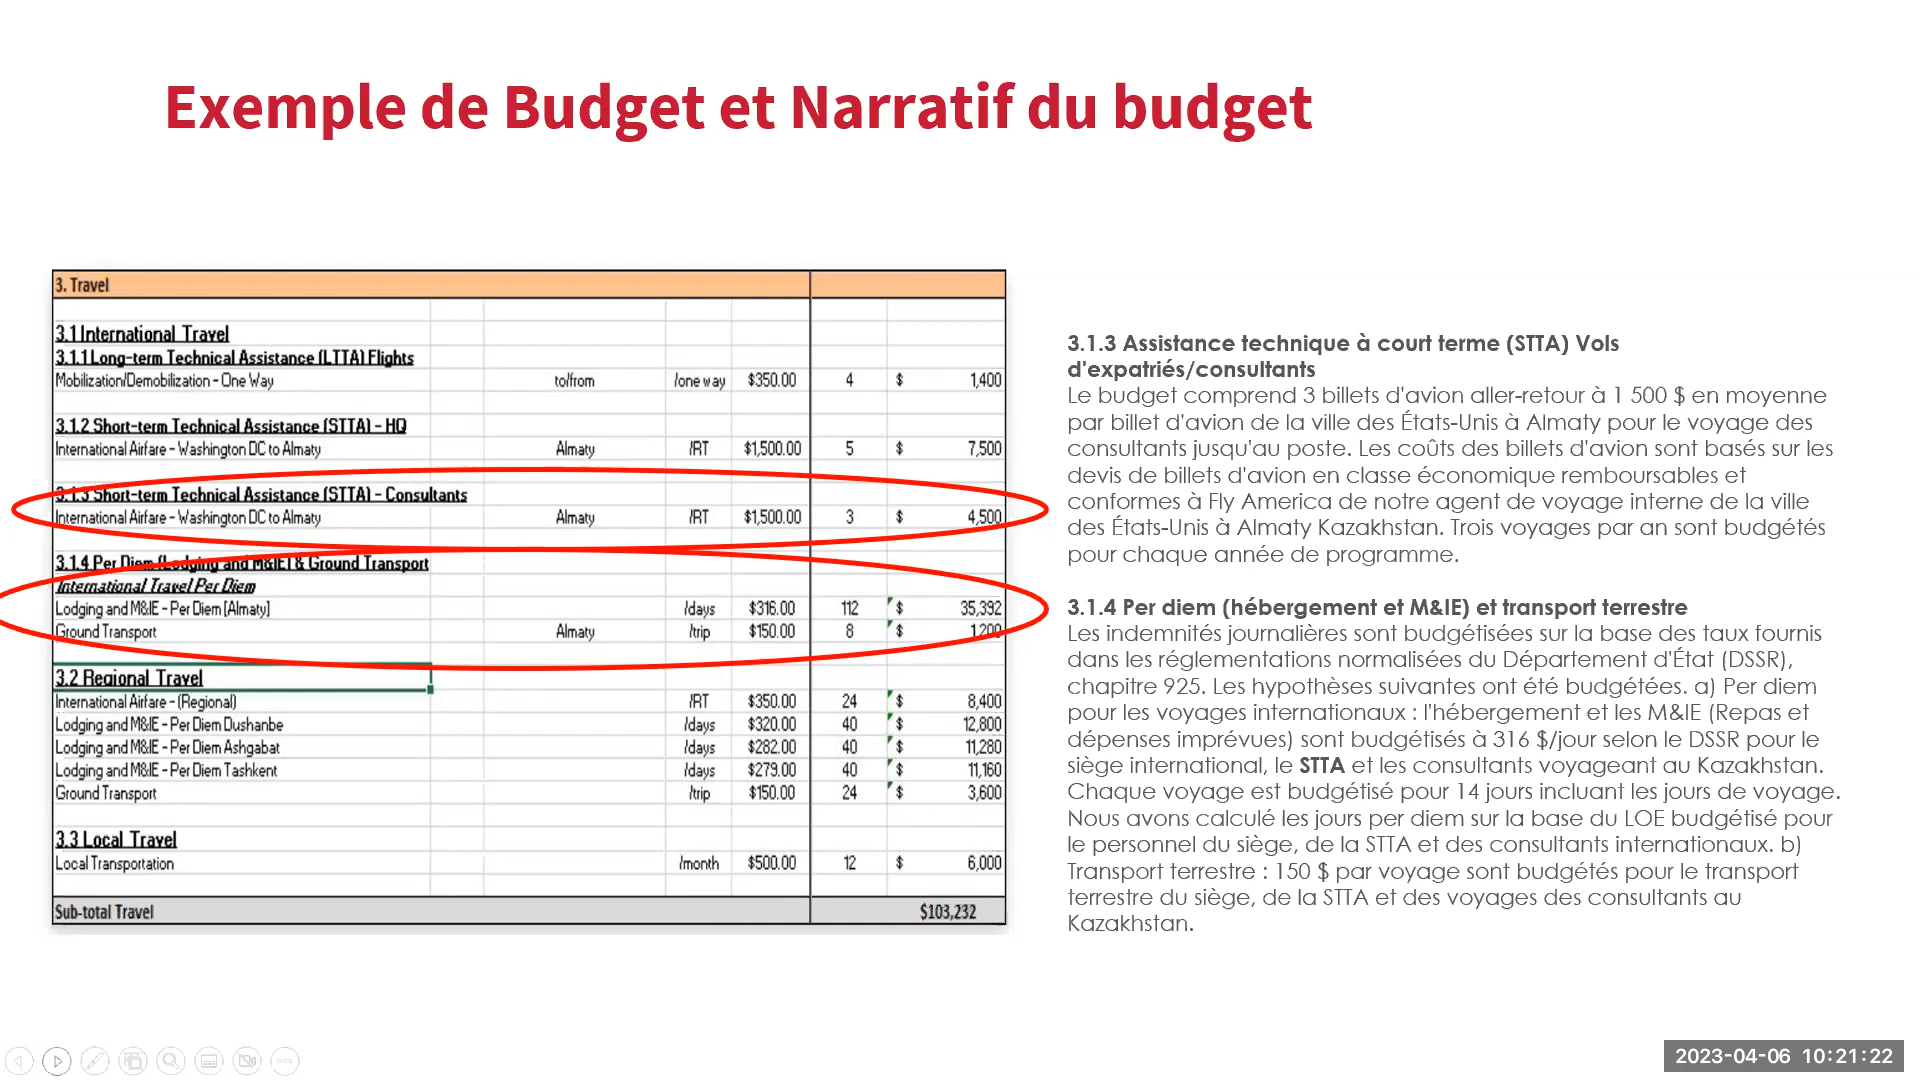 Exemple de Budget et Narratif du budget
3. Travel
3.1 International Travel
3.1.1 Long-term Technical Assistance (LTTA) Flights
Mobilization/Demobilization - One Way to/from /one way $350.00 4 $ 1,400
3.1.2 Short-term Technical Assistance (STTA) - HQ
International Airfare - Washington DC to Almaty Almaty /RT $1,500.00 5 $ 7,500
3.1.3 Short-term Technical Assistance (STTA) - Consultants
International Airfare - Washington DC to Almaty Almaty /RT $1,500.00 3 $ 4,500
3.1.4 Per Diem (Lodging and M&IE) & Ground Transport
International Travel Per Diem
Lodging and M&IE - Per Diem [Almaty] /days $316.00 112 $ 35,392
Ground Transport Almaty /trip $150.00 8 $ 1,200
3.2 Regional Travel
International Airfare - (Regional) /RT $350.00 24 $ 8,400
Lodging and M&IE - Per Diem Dushanbe /days $320.00 40 $ 12,800
Lodging and M&IE - Per Diem Ashgabat /days $282.00 40 $ 11,280
Lodging and M&IE - Per Diem Tashkent /days $279.00 40 $ 11,160
Ground Transport /trip $150.00 24 $ 3,600
3.3 Local Travel
Local Transportation /month $500.00 12 $ 6,000
Sub-total Travel $103,232
3.1.3 Assistance technique à court terme (STTA) Vols
d'expatriés/consultants
Le budget comprend 3 billets d'avion aller-retour à 1 500 $ en moyenne
par billet d'avion de la ville des États-Unis à Almaty pour le voyage des
consultants jusqu'au poste. Les coûts des billets d'avion sont basés sur les
devis de billets d'avion en classe économique remboursables et
conformes à Fly America de notre agent de voyage interne de la ville
des États-Unis à Almaty Kazakhstan. Trois voyages par an sont budgétés
pour chaque année de programme.
3.1.4 Per diem (hébergement et M&IE) et transport terrestre
Les indemnités journalières sont budgétisées sur la base des taux fournis
dans les réglementations normalisées du Département d'État (DSSR),
chapitre 925. Les hypothèses suivantes ont été budgétées. a) Per diem
pour les voyages internationaux : l'hébergement et les M&IE (Repas et
dépenses imprévues) sont budgétisés à 316 $/jour selon le DSSR pour le
siège international, le STTA et les consultants voyageant au Kazakhstan.
Chaque voyage est budgétisé pour 14 jours incluant les jours de voyage.
Nous avons calculé les jours per diem sur la base du LOE budgétisé pour
le personnel du siège, de la STTA et des consultants internationaux. b)
Transport terrestre : 150 $ par voyage sont budgétés pour le transport
terrestre du siège, de la STTA et des voyages des consultants au
Kazakhstan.
2023-04-06 10:21:22